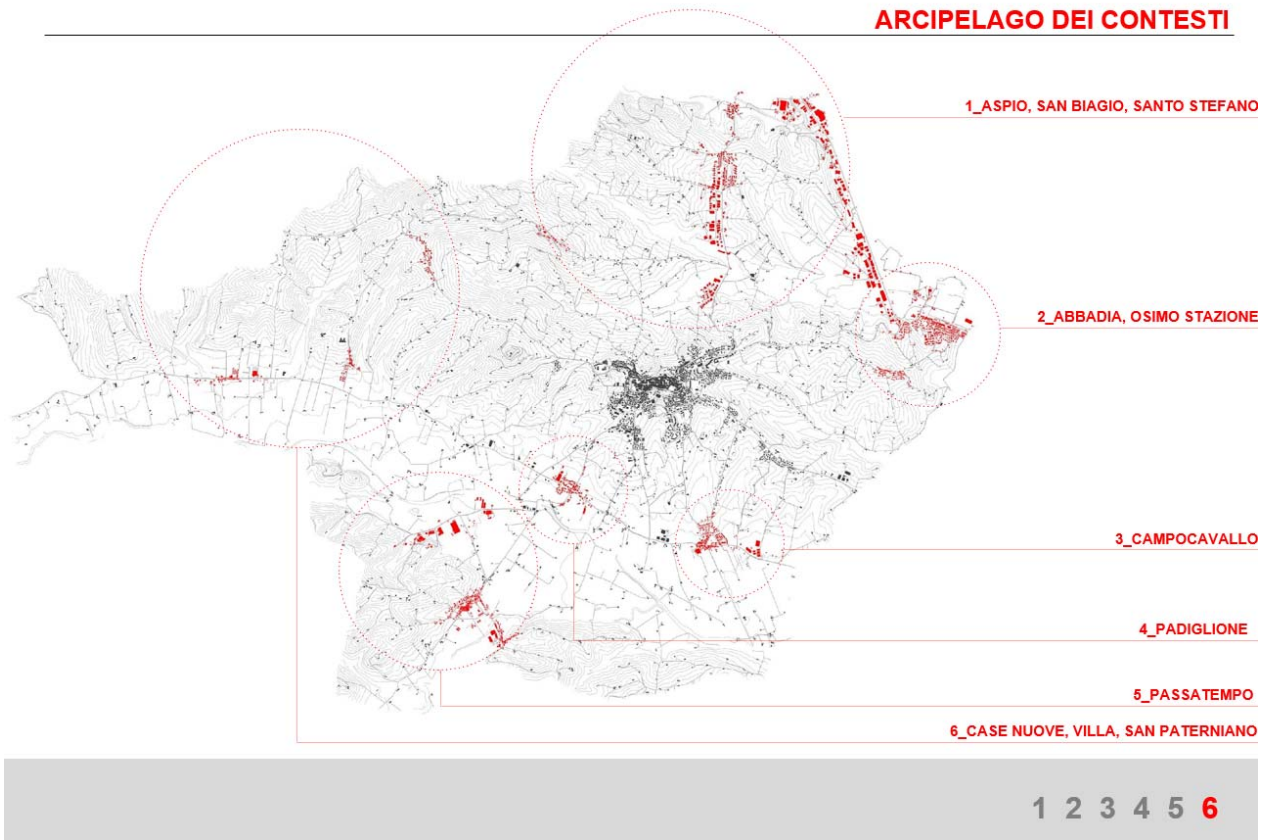 ARCIPELAGO DEI CONTESTI
1_ASPIO, SAN BIAGIO, SANTO STEFANO
2_ABBADIA, OSIMO STAZIONE
3_CAMPOCAVALLO
4_PADIGLIONE
5_PASSATEMPO
6_CASE NUOVE, VILLA, SAN PATERNIANO
1 2 3 4 5 6